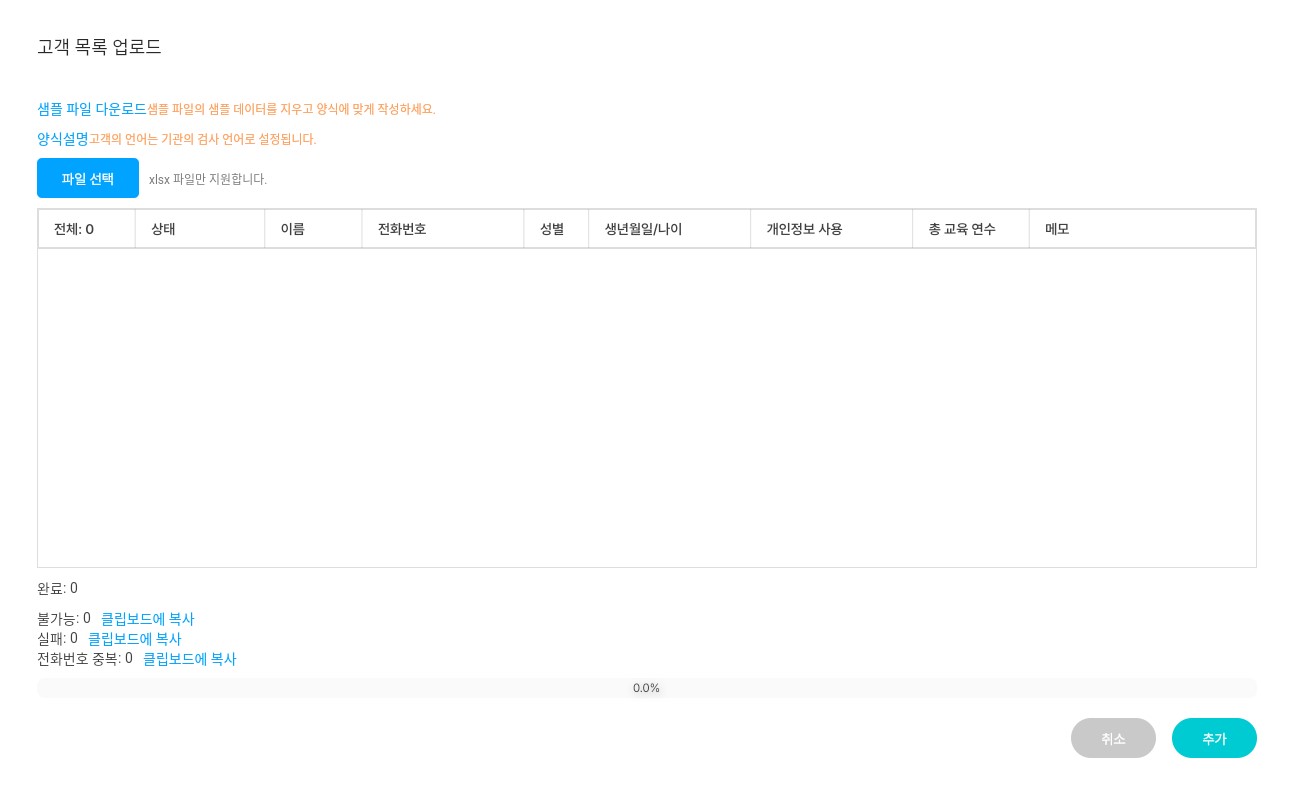 고객 목록 업로드
샘플 파일 다운로드샘플 파일의 샘플 데이터를 지우고 양식에 맞게 작성하세요.
양식설명고객의 언어는 기관의 검사 언어로 설정됩니다.
파일 선택 xlsx 파일만 지원합니다.
전체: 0 상태 이름 전화번호 성별 생년월일/나이 개인정보 사용 총 교육 연수 메모
완료: 0
불가능: 0 클립보드에 복사
실패: 0 클립보드에 복사
전화번호 중복: 0 클립보드에 복사
0.0%
취소 추가